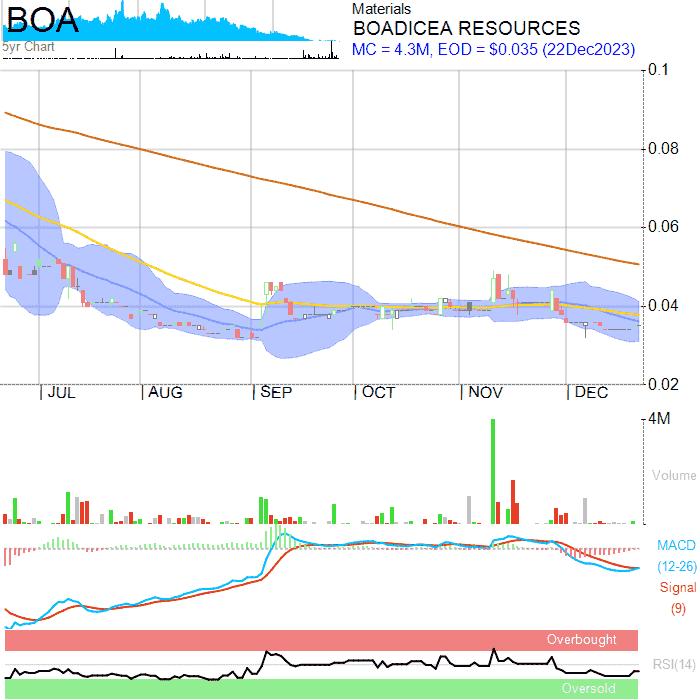 BOA
5yr Chart
Materials
BOADICEA RESOURCES
MC = 4.3M, EOD = $0.035 (22Dec2023)
0.1
0.08
0.06
0.04
0.02
JUL AUG SEP OCT NOV DEC
4M
Volume
MACD
(12-26)
Signal
(9)
Overbought
RSI(14)
Oversold